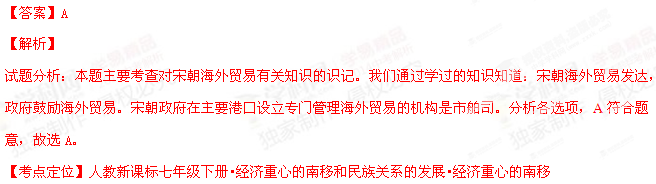 【答案】A
【解析】
试题分析：本题主要考查对宋朝海外贸易有关知识的识记。我们通过学过的知识知道：宋朝海外贸易发达，
政府鼓励海外贸易。宋朝政府在主要港口设立专门管理海外贸易的机构是市舶司。分析各选项，A 符合题
意，故选 A。
【考点定位】人教新课标七年级下册•经济重心的南移和民族关系的发展•经济重心的南移